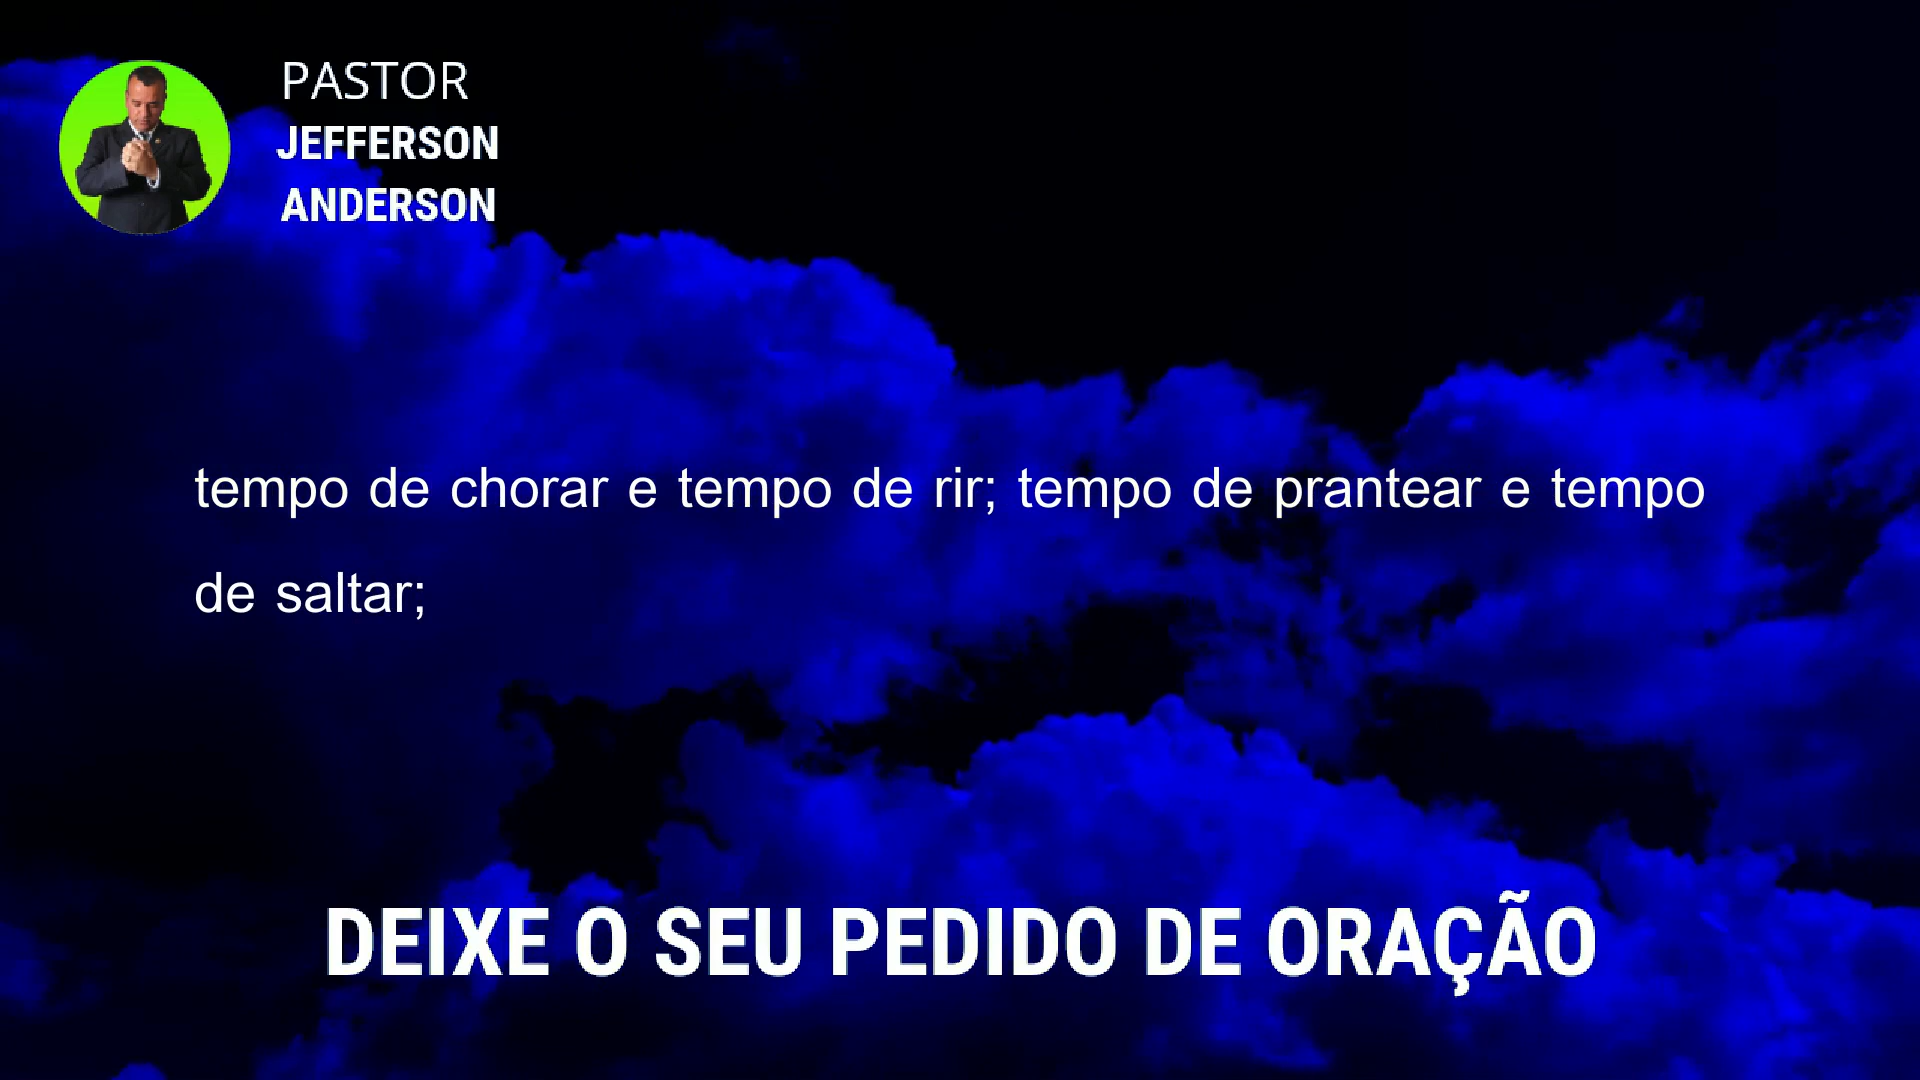 PASTOR
JEFFERSON
ANDERSON
tempo de chorar e tempo de rir; tempo de prantear e tempo
de saltar;
DEIXE O SEU PEDIDO DE ORAÇÃO